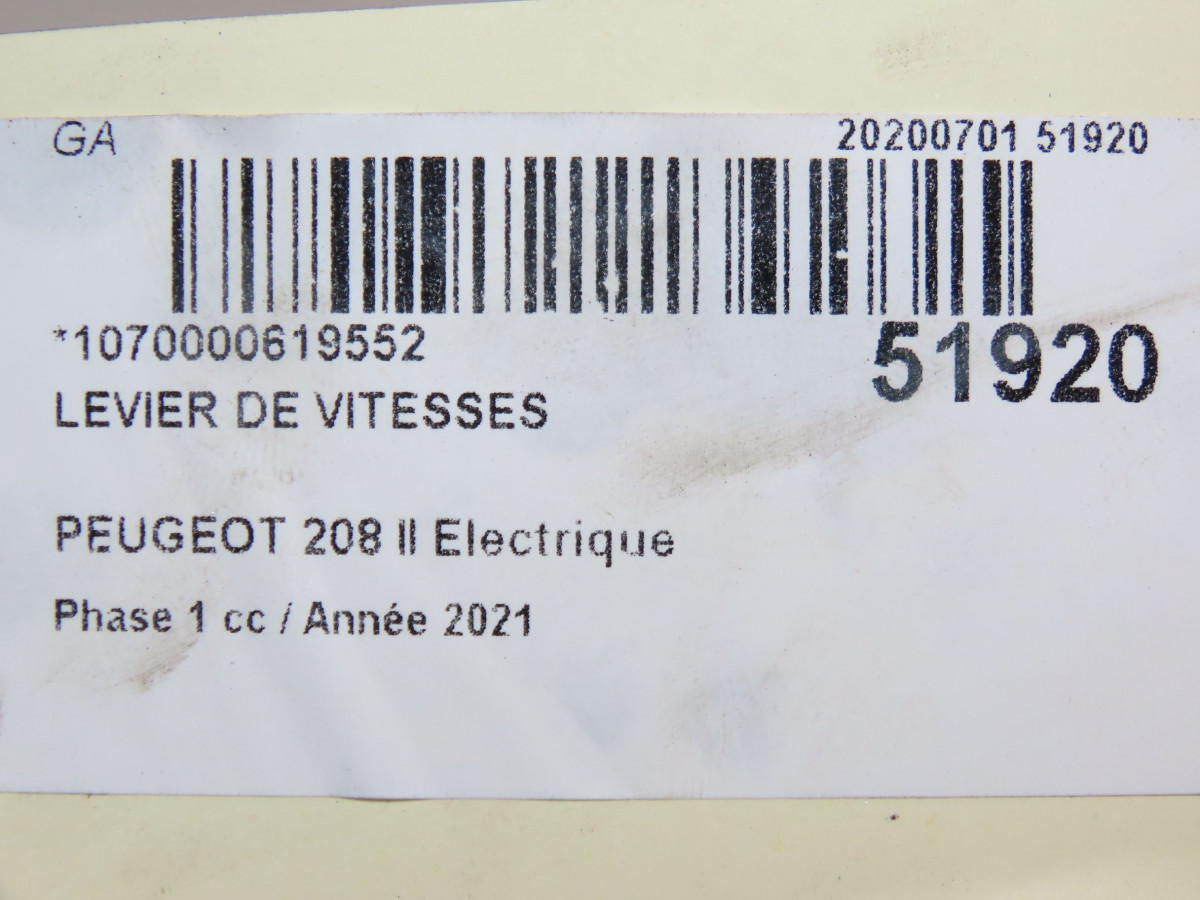 GA 20200701 51920
*1070000619552 51920
LEVIER DE VITESSES
PEUGEOT 208 II Electrique
Phase 1 cc / Année 2021